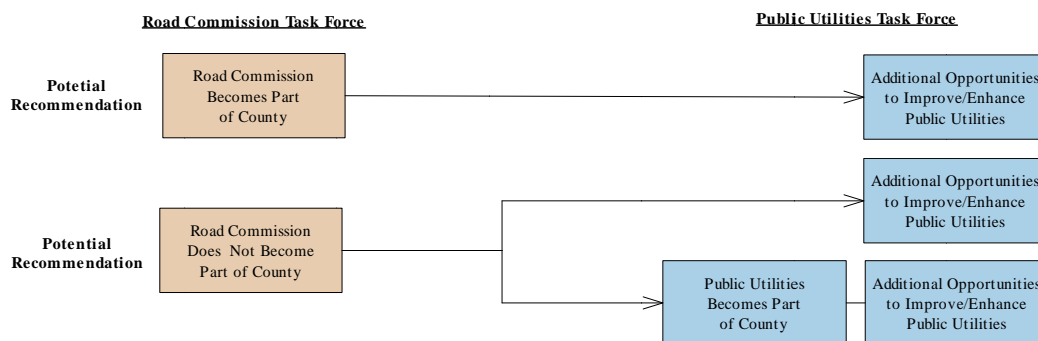 Road Commission Task Force
Public Utilities Task Force
Potetial
Recommendation
Road Commission
Becomes Part
of County
Additional Opportunities
to Improve/Enhance
Public Utilities
Potential
Recommendation
Road Commission
Does Not Become
Part of County
Additional Opportunities
to Improve/Enhance
Public Utilities
Public Utilities
Becomes Part
of County
Additional Opportunities
to Improve/Enhance
Public Utilities